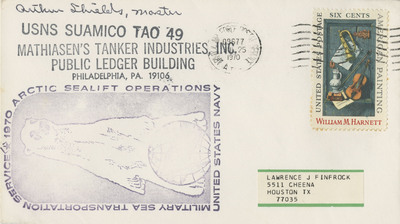 Arthur Shields, Master
USNS SUAMICO TAO 49
MATHIASEN'S TANKER INDUSTRIES, INC.
PUBLIC LEDGER BUILDING
PHILADELPHIA, PA. 19106
09677
25
1970
SIX CENTS
UNITED STATES POSTAGE
AMERICAN PAINTING
WILLIAM M. HARNETT
ARCTIC SEALIFT OPERATIONS
UNITED STATES NAVY
MILITARY SEA TRANSPORTATION SERVICE
1970
LAWRENCE J FINFROCK
5511 CHEENA
HOUSTON TX
77035